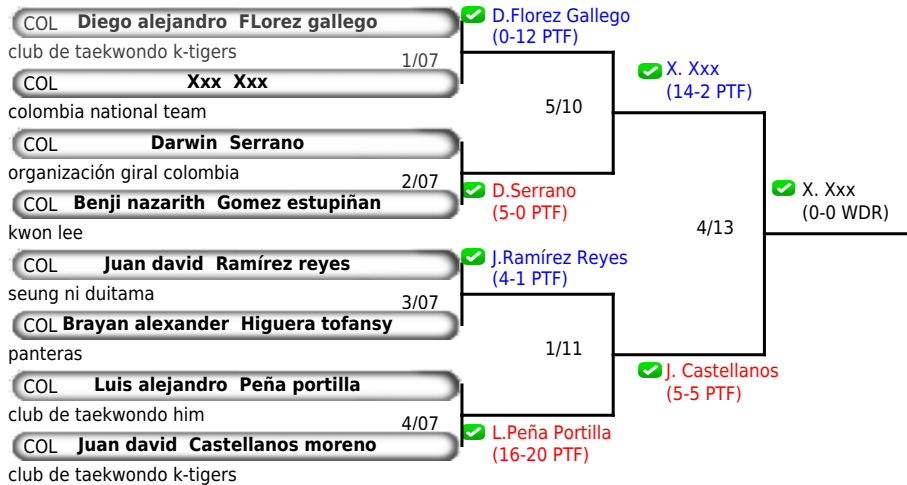 COL Diego alejandro FLorez gallego
club de taekwondo k-tigers
1/07
COL Xxx Xxx
colombia national team
D.Florez Gallego
(0-12 PTF)
5/10
COL Darwin Serrano
organización giral colombia
2/07
COL Benji nazarith Gomez estupiñan
kwon lee
D.Serrano
(5-0 PTF)
X. Xxx
(14-2 PTF)
4/13
X. Xxx
(0-0 WDR)
COL Juan david Ramírez reyes
seung ni duitama
3/07
COL Brayan alexander Higuera tofansy
panteras
J.Ramírez Reyes
(4-1 PTF)
1/11
COL Luis alejandro Peña portilla
club de taekwondo him
4/07
COL Juan david Castellanos moreno
club de taekwondo k-tigers
L.Peña Portilla
(16-20 PTF)
J. Castellanos
(5-5 PTF)